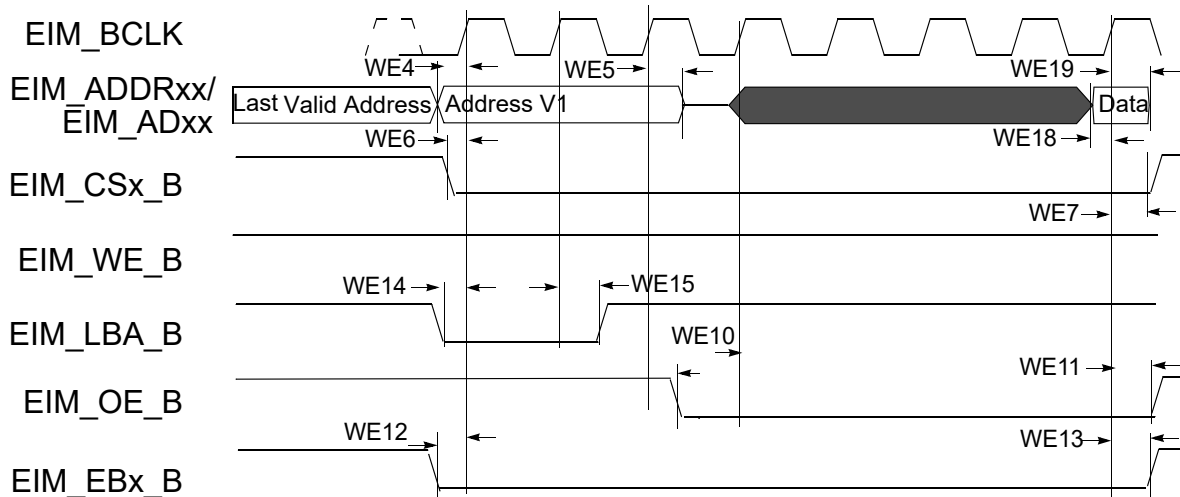 EIM_BCLK
WE4
WE5
WE19
EIM_ADDRxx/
EIM_ADxx
Last Valid Address
Address V1
Data
WE6
WE18
EIM_CSx_B
WE7
EIM_WE_B
WE14
WE15
EIM_LBA_B
WE10
WE11
EIM_OE_B
WE12
WE13
EIM_EBx_B